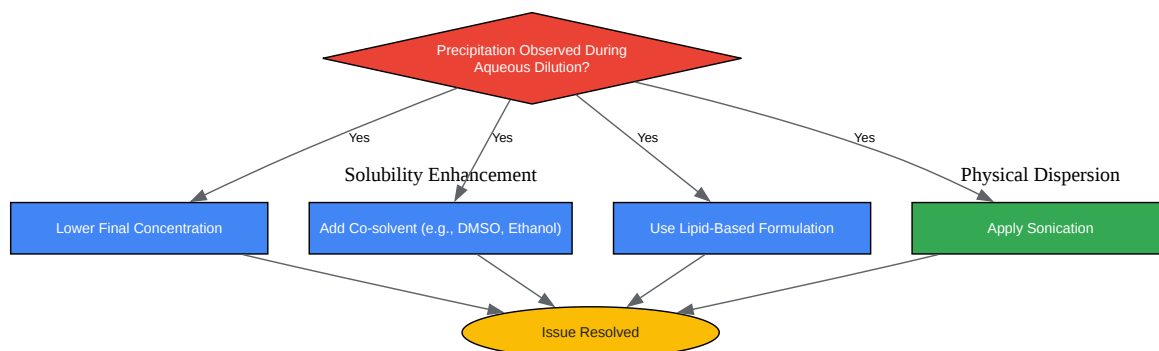 Precipitation Observed During
Aqueous Dilution?
Yes
Yes
Yes
Yes
Solubility Enhancement
Physical Dispersion
Lower Final Concentration
Add Co-solvent (e.g., DMSO, Ethanol)
Use Lipid-Based Formulation
Apply Sonication
Issue Resolved